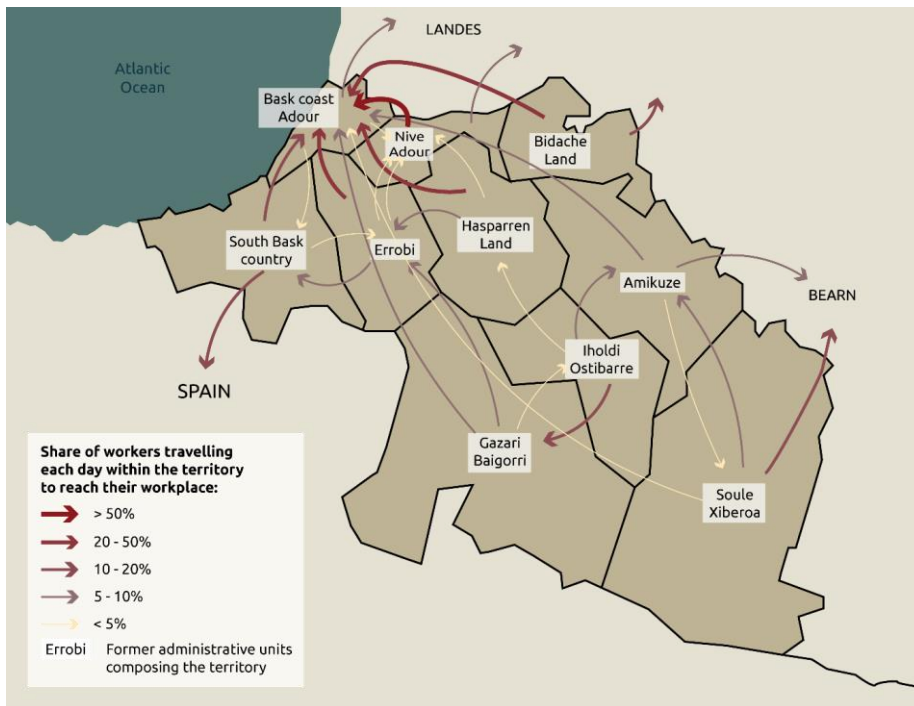 LANDES
Atlantic
Ocean
Bask coast
Adour
Nive
Adour
Bidache
Land
South Bask
country
Errobi
Hasparren
Land
Amikuze
BEARN
Iholdi
Ostibarre
SPAIN
Gazari
Baigorri
Soule
Xiberoa
Share of workers travelling
each day within the territory
to reach their workplace:
> 50%
20 - 50%
10 - 20%
5 - 10%
< 5%
Errobi Former administrative units
composing the territory